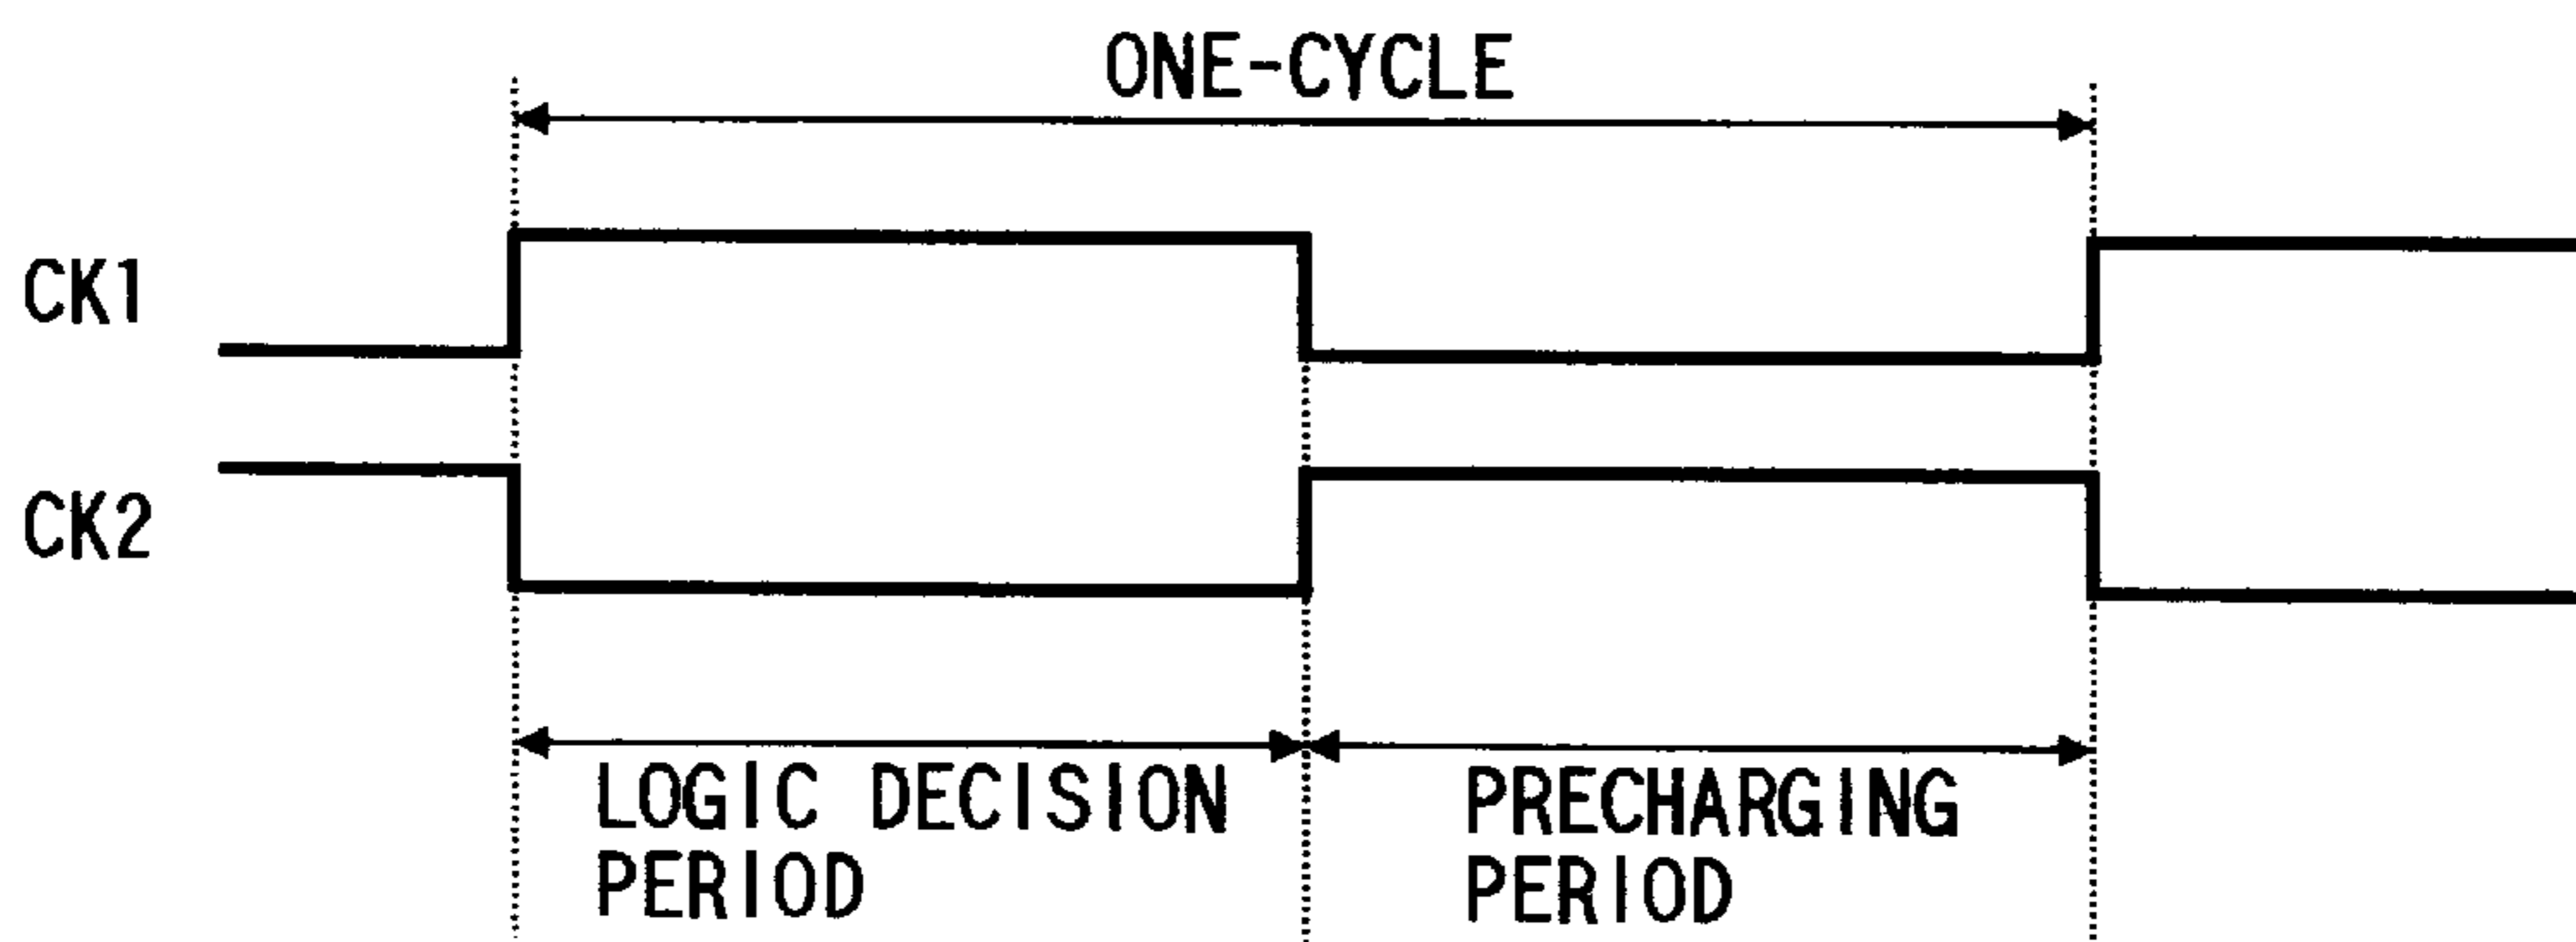 ONE-CYCLE
CK1
CK2
LOGIC DECISION
PERIOD
PRECHARGING
PERIOD